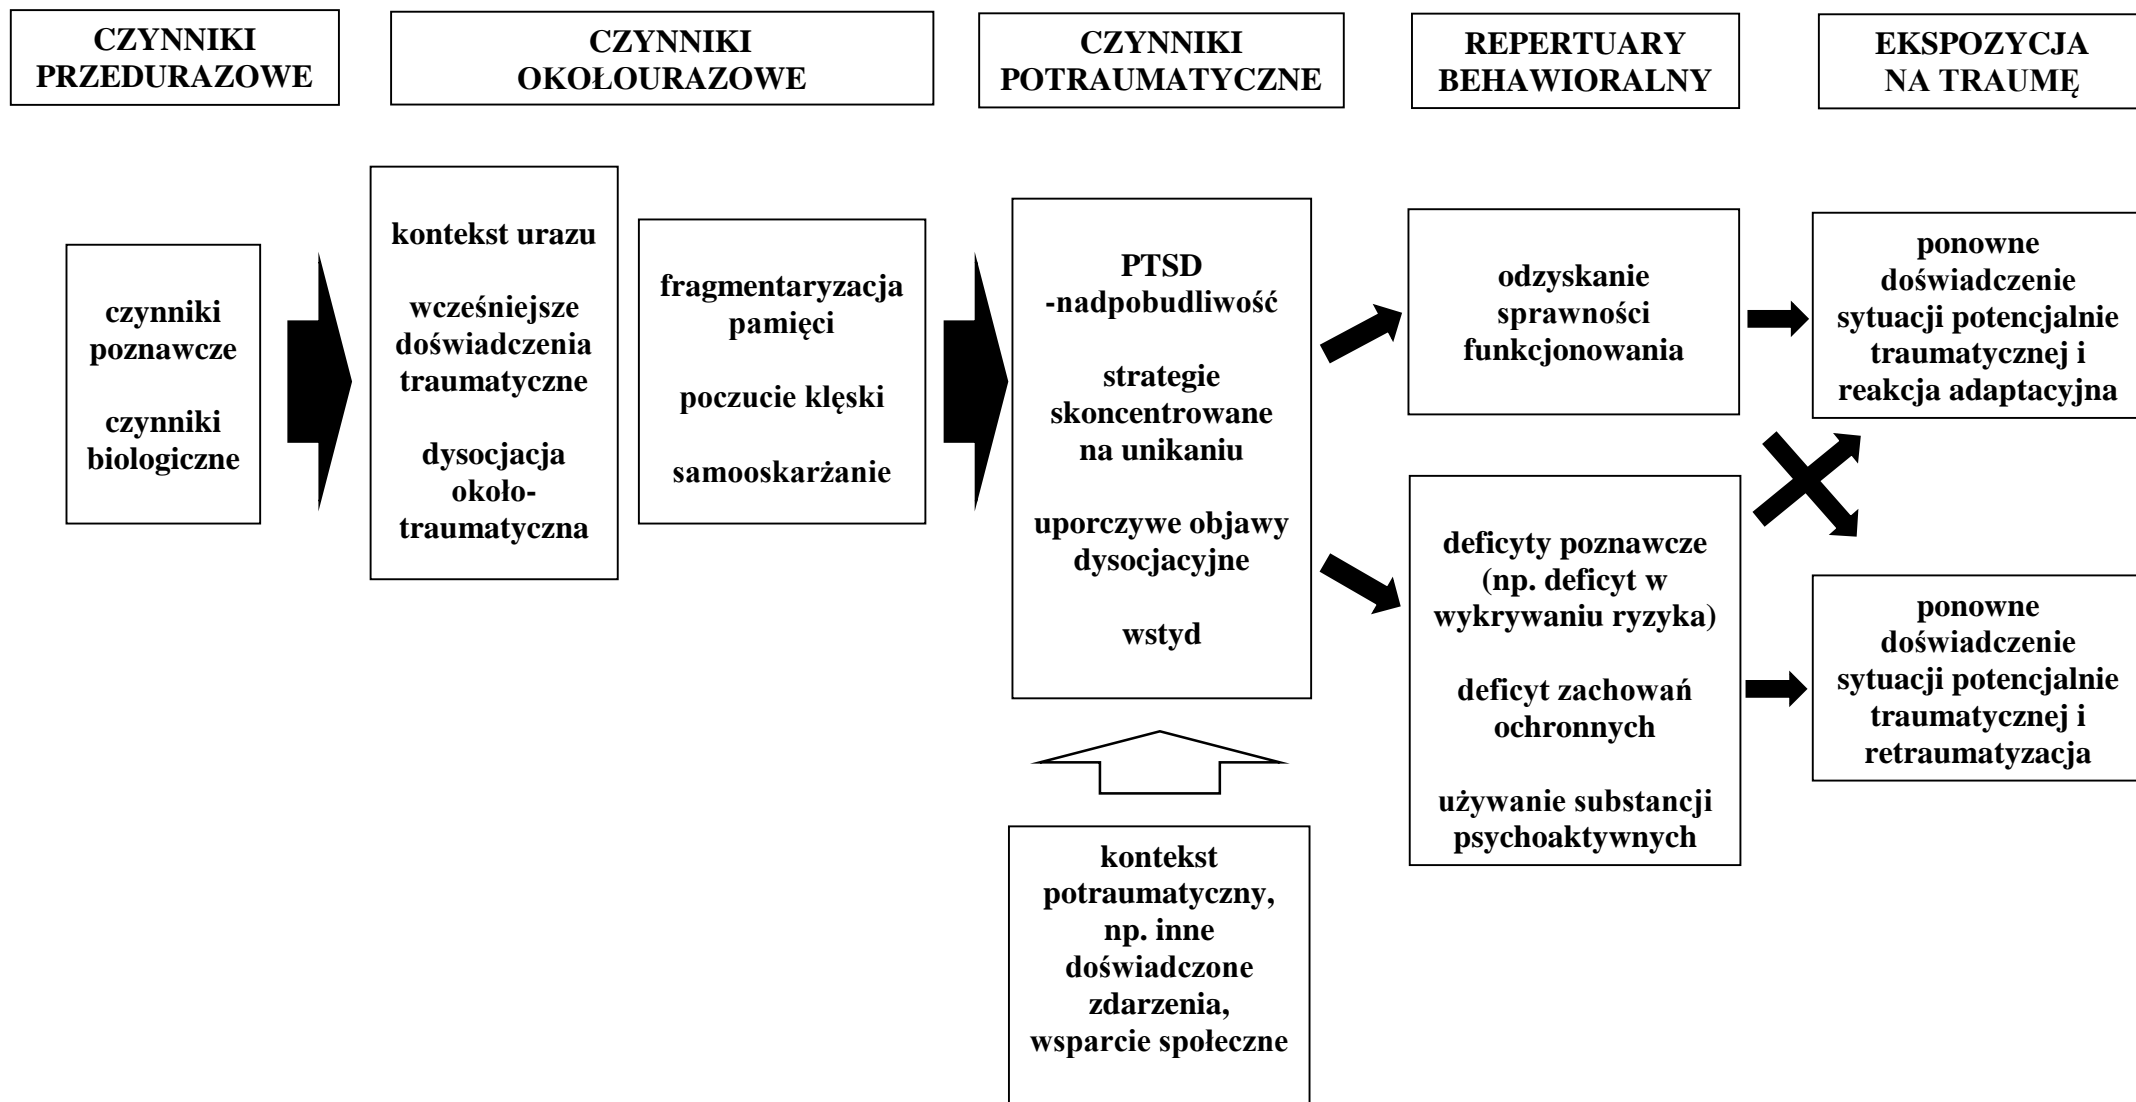 CZYNNIKI
PRZEDURAZOWE
CZYNNIKI
OKOŁOURAZOWE
CZYNNIKI
POTRAUMATYCZNE
REPERTUARY
BEHAWIORALNY
EKSPOZYCJA
NA TRAUMĘ
czynniki
poznawcze
czynniki
biologiczne
kontekst urazu
wcześniejsze
doświadczenia
traumatyczne
dysocjacja
około-
traumatyczna
fragmentaryzacja
pamięci
poczucie klęski
samooskarżanie
PTSD
-nadpobudliwość
strategie
skoncentrowane
na unikaniu
uporczywe objawy
dysocjacyjne
wstyd
kontekst
potraumatyczny,
np. inne
doświadczone
zdarzenia,
wsparcie społeczne
odzyskanie
sprawności
funkcjonowania
deficyty poznawcze
(np. deficyt w
wykrywaniu ryzyka)
deficyt zachowań
ochronnych
używanie substancji
psychoaktywnych
ponowne
doświadczenie
sytuacji potencjalnie
traumatycznej i
reakcja adaptacyjna
ponowne
doświadczenie
sytuacji potencjalnie
traumatycznej i
retraumatyzacja